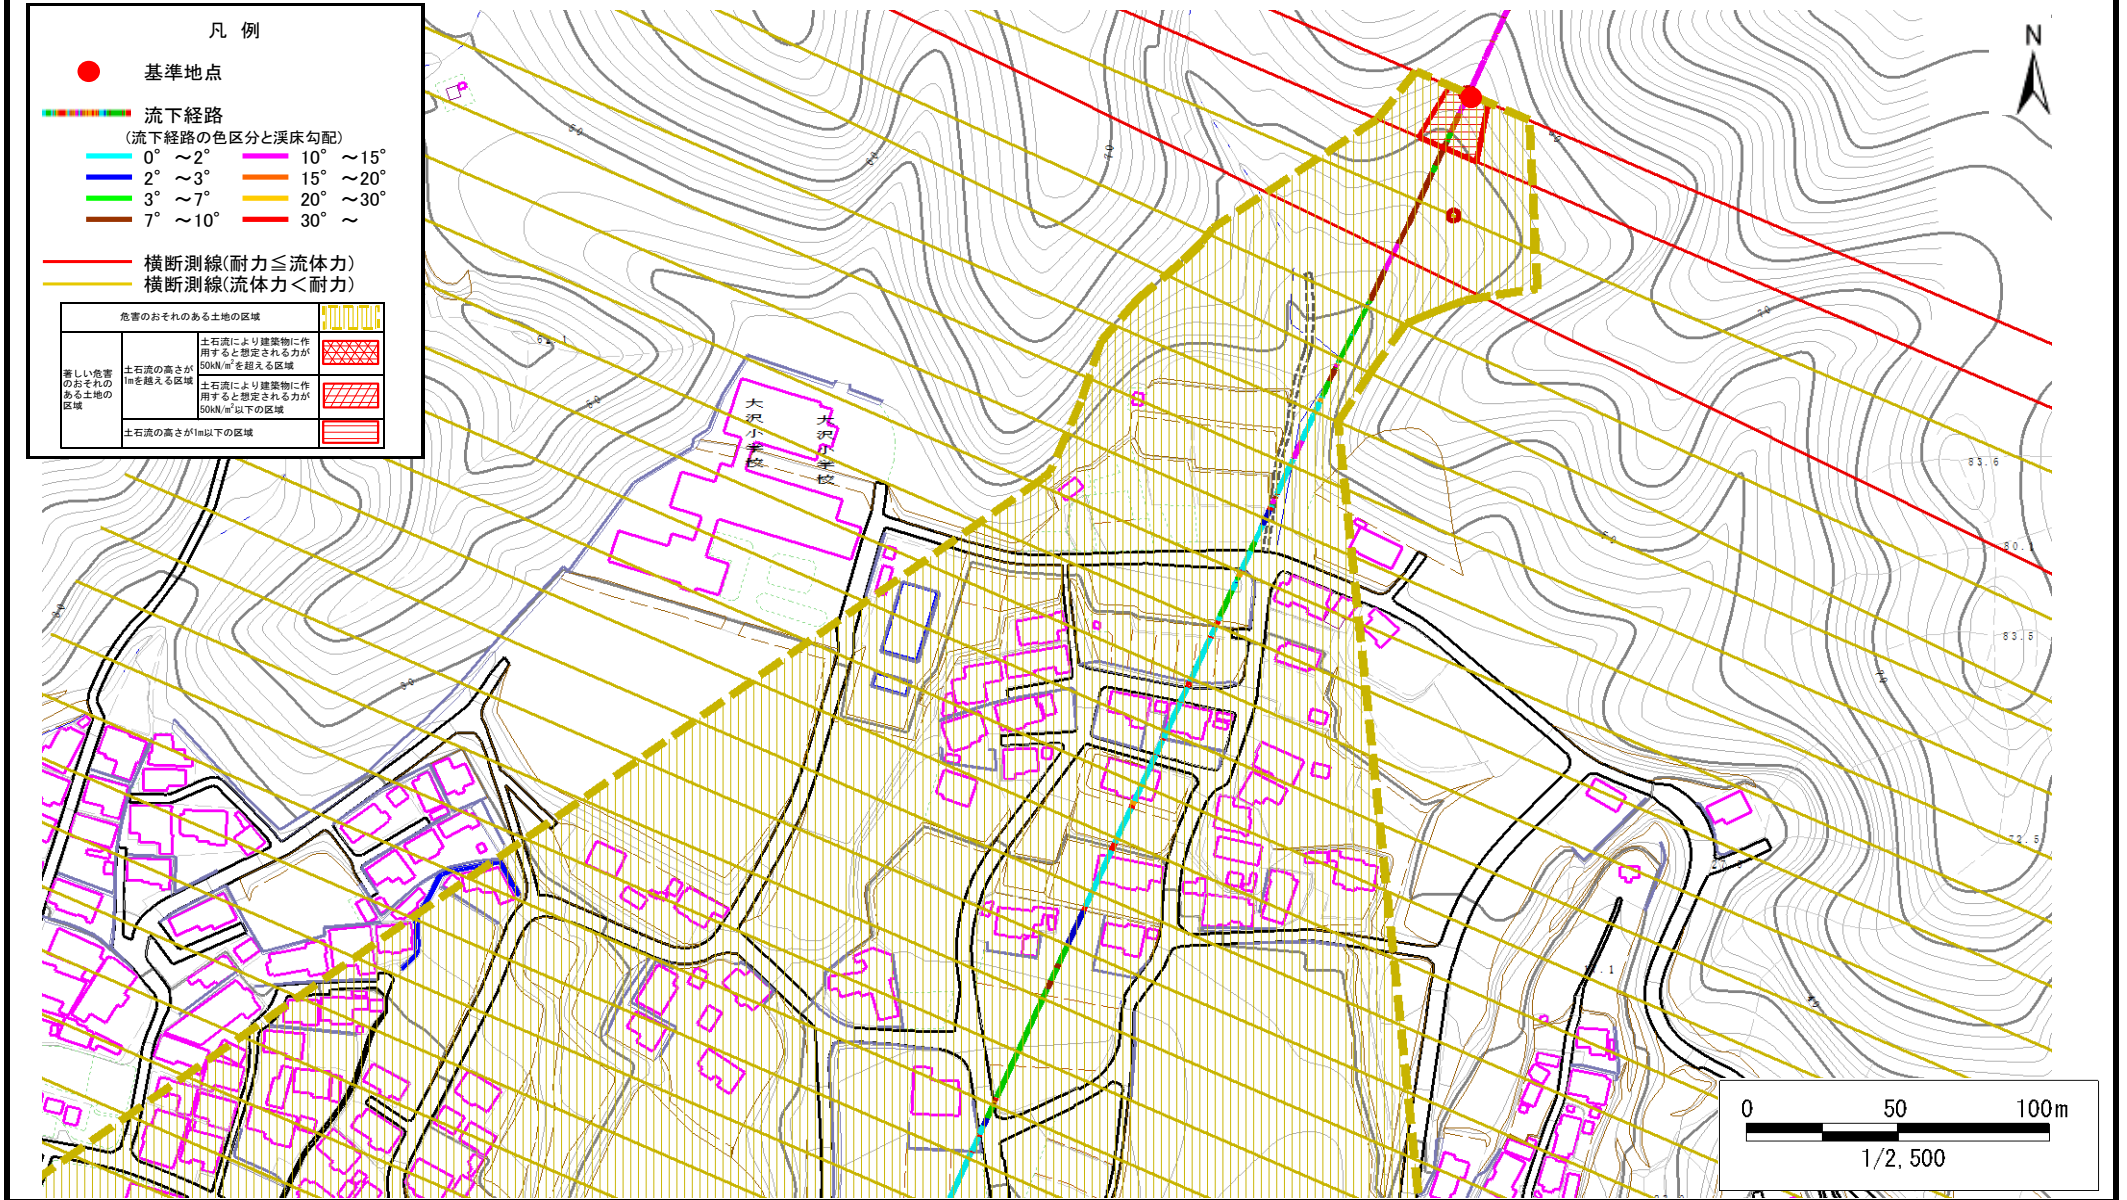 凡 例
基準地点
流下経路
(流下経路の色区分と渓床勾配)
0° ～2°
10° ～15°
2° ～3°
15° ～20°
3° ～7°
20° ～30°
7° ～10°
30° ～
横断測線(耐力≦流体力)
横断測線(流体力＜耐力)
危害のおそれのある土地の区域
著しい危害
のおそれの
ある土地の
区域
土石流の高さが
1mを越える区域
土石流により建築物に作
用すると想定される力が
50kN/m²を超える区域
土石流により建築物に作
用すると想定される力が
50kN/m²以下の区域
土石流の高さが1m以下の区域
N
大沢小学校
大沢小学校
70
83.6
80.1
83.5
0 50 100m
1/2,500